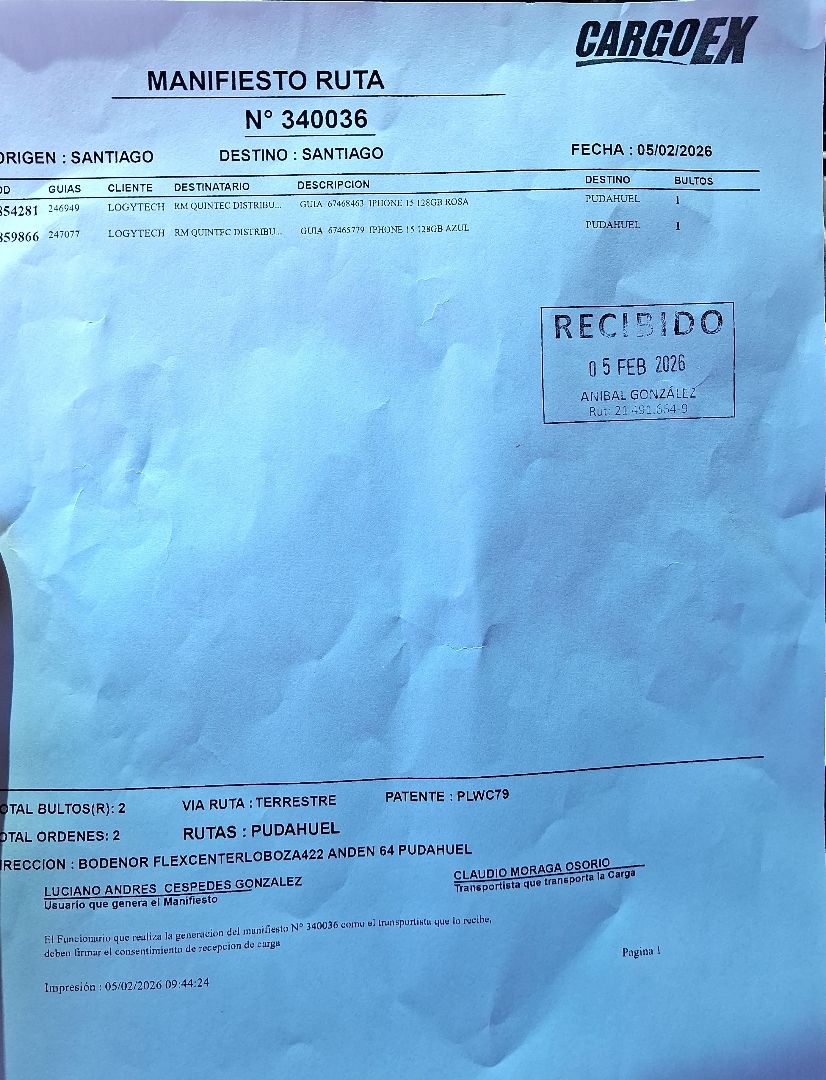 CARGOEX
MANIFIESTO RUTA
N° 340036
ORIGEN : SANTIAGO DESTINO : SANTIAGO FECHA : 05/02/2026
OD GUIAS CLIENTE DESTINATARIO DESCRIPCION DESTINO BULTOS
854281 246949 LOGYTECH RM QUINTEC DISTRIBU... GUIA 67468463 IPHONE 15 128GB ROSA PUDAHUEL 1
859866 247077 LOGYTECH RM QUINTEC DISTRIBU... GUIA 67465779 IPHONE 15 128GB AZUL PUDAHUEL 1
RECIBIDO
05 FEB 2026
ANIBAL GONZÁLEZ
Rut:
OTAL BULTOS(R): 2 VIA RUTA : TERRESTRE PATENTE : PLWC79
OTAL ORDENES: 2 RUTAS : PUDAHUEL
IRECCION : BODENOR FLEXCENTERLOBOZA422 ANDEN 64 PUDAHUEL
LUCIANO ANDRES CESPEDES GONZALEZ CLAUDIO MORAGA OSORIO
Usuario que genera el Manifiesto Transportista que transporta la Carga
El Funcionario que realiza la generacion del manifiesto N° 340036 como el transportista que lo recibe,
deben firmar el consentimiento de recepcion de carga
Pagina 1
Impresión : 05/02/2026 09:44:24